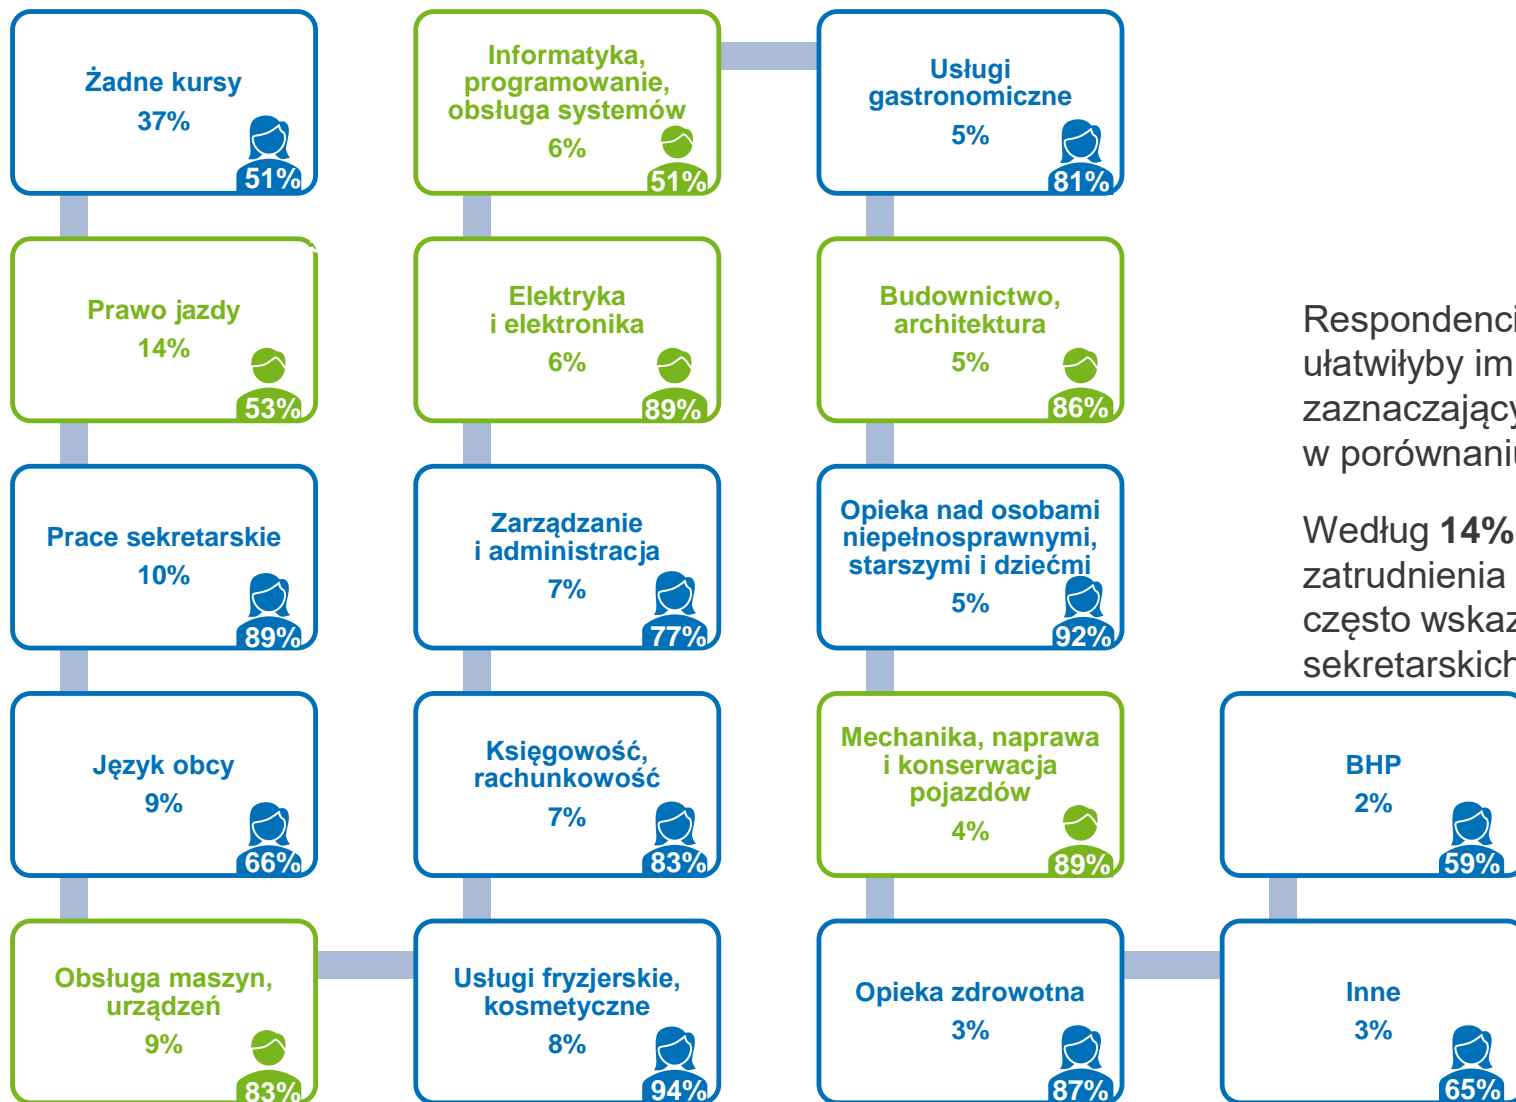 Żadne kursy
37%
51%
Prawo jazdy
14%
53%
Prace sekretarskie
10%
89%
Język obcy
9%
66%
Obsługa maszyn,
urządzeń
9%
83%
Usługi fryzjerskie,
kosmetyczne
8%
94%
Księgowość,
rachunkowość
7%
83%
Zarządzanie
i administracja
7%
77%
Elektryka
i elektronika
6%
89%
Informatyka,
programowanie,
obsługa systemów
6%
51%
Usługi
gastronomiczne
5%
81%
Budownictwo,
architektura
5%
86%
Opieka nad osobami
niepełnosprawnymi,
starszymi i dziećmi
5%
92%
Mechanika, naprawa
i konserwacja
pojazdów
4%
89%
Opieka zdrowotna
3%
87%
Inne
3%
65%
BHP
2%
59%
Respondenci
ułatwiłyby im
zaznaczający
w porównaniu
Według 14%
zatrudnienia
często wskaz
sekretarskich